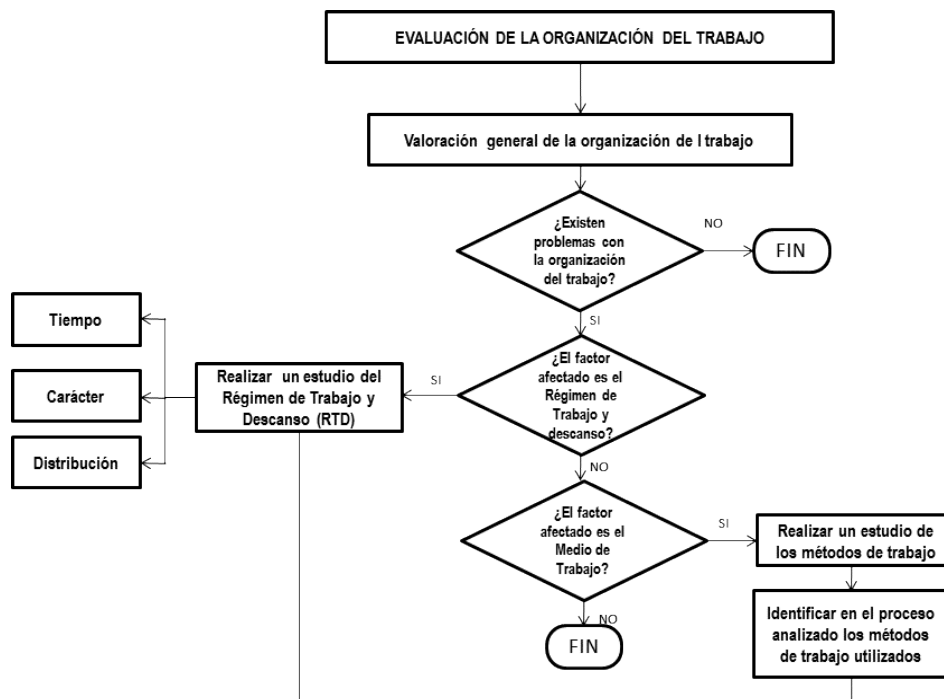 EVALUACIÓN DE LA ORGANIZACIÓN DEL TRABAJO
Valoración general de la organización de l trabajo
¿Existen
problemas con
la organización
del trabajo?
NO
FIN
SI
¿El factor
afectado es el
Régimen de
Trabajo y
descanso?
SI
Realizar un estudio del
Régimen de Trabajo y
Descanso (RTD)
Tiempo
Carácter
Distribución
NO
¿El factor
afectado es el
Medio de
Trabajo?
SI
Realizar un estudio de
los métodos de trabajo
Identificar en el proceso
analizado los métodos
de trabajo utilizados
NO
FIN